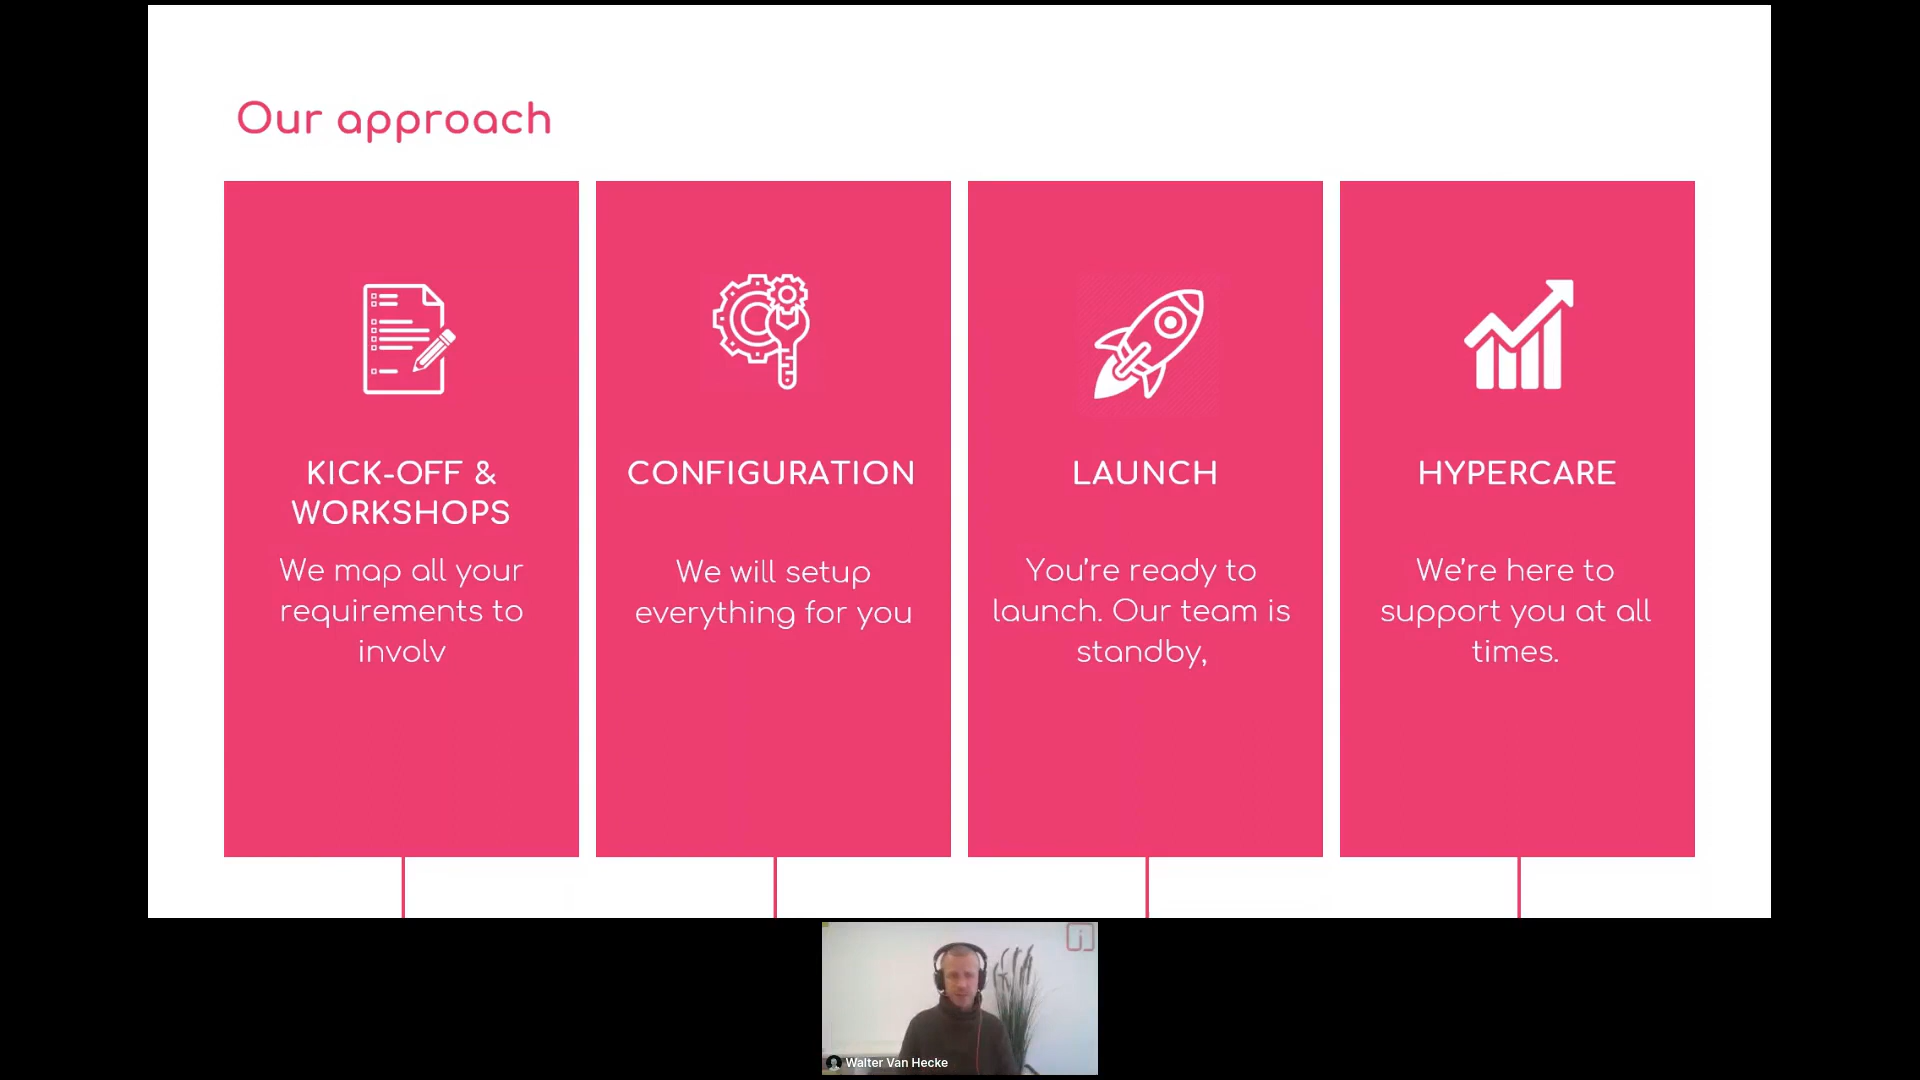 Our approach
KICK-OFF &
WORKSHOPS
We map all your
requirements to
involv
CONFIGURATION
We will setup
everything for you
LAUNCH
You’re ready to
launch. Our team is
standby,
HYPERCARE
We’re here to
support you at all
times.
Walter Van Hecke